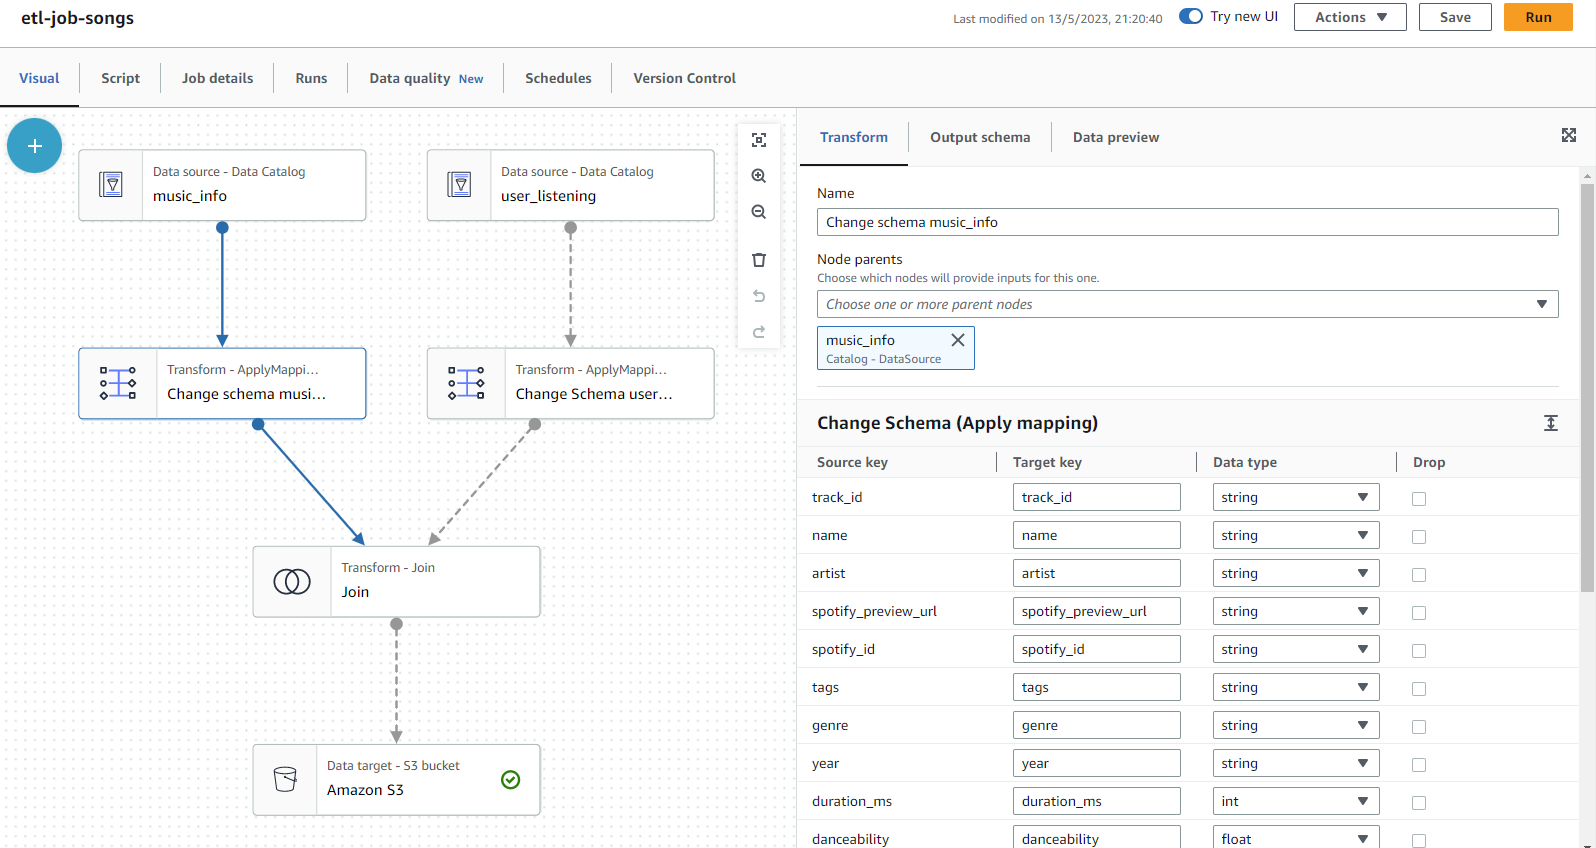 etl-job-songs
Last modified on 13/5/2023, 21:20:40
Try new UI
Actions
Save
Run
Visual
Script
Job details
Runs
Data quality New
Schedules
Version Control
Data source - Data Catalog
music_info
Data source - Data Catalog
user_listening
Transform - ApplyMappi...
Change schema musi...
Transform - ApplyMappi...
Change Schema user...
Transform - Join
Join
Data target - S3 bucket
Amazon S3
Transform
Output schema
Data preview
Name
Change schema music_info
Node parents
Choose which nodes will provide inputs for this one.
Choose one or more parent nodes
music_info
Catalog - DataSource
Change Schema (Apply mapping)
Source key Target key Data type Drop
track_id track_id string
name name string
artist artist string
spotify_preview_url spotify_preview_url string
spotify_id spotify_id string
tags tags string
genre genre string
year year string
duration_ms duration_ms int
danceability danceability float